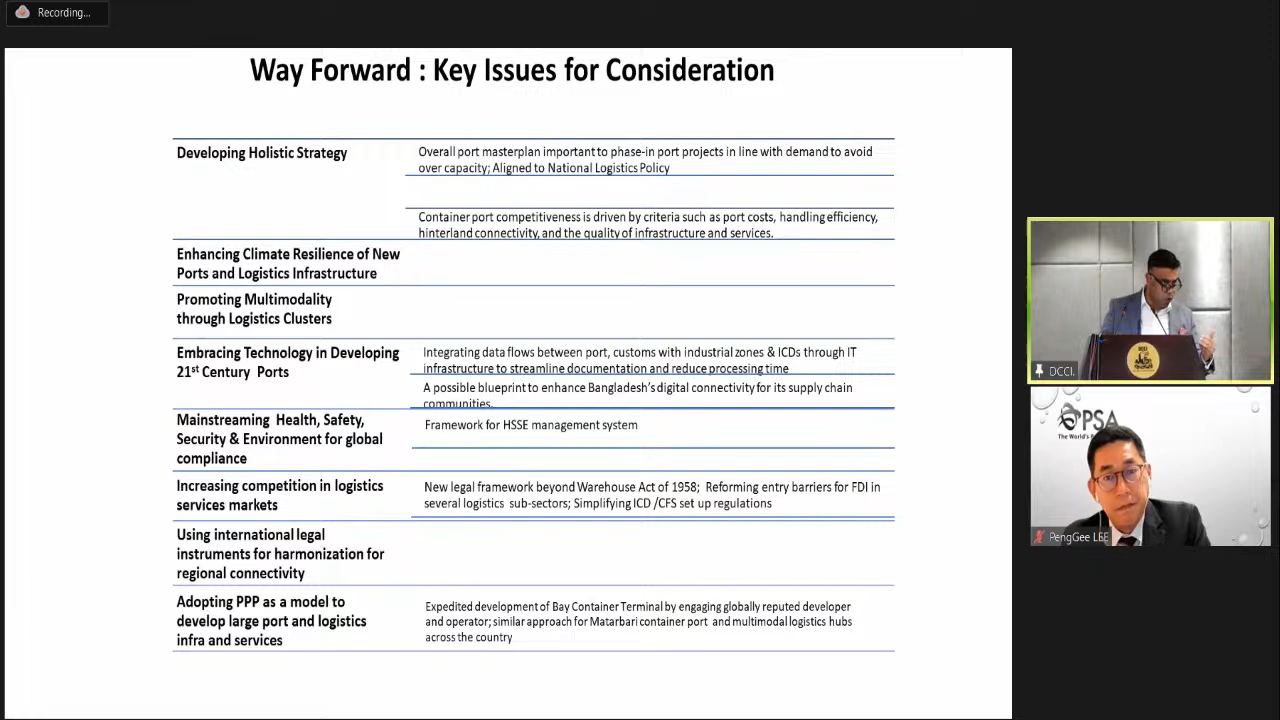 Recording...
Way Forward : Key Issues for Consideration
Developing Holistic Strategy
Overall port masterplan important to phase-in port projects in line with demand to avoid
over capacity; Aligned to National Logistics Policy
Container port competitiveness is driven by criteria such as port costs, handling efficiency,
hinterland connectivity, and the quality of infrastructure and services.
Enhancing Climate Resilience of New
Ports and Logistics Infrastructure
Promoting Multimodality
through Logistics Clusters
Embracing Technology in Developing
21st Century Ports
Integrating data flows between port, customs with industrial zones & ICDs through IT
infrastructure to streamline documentation and reduce processing time
A possible blueprint to enhance Bangladesh's digital connectivity for its supply chain
communities.
Mainstreaming Health, Safety,
Security & Environment for global
compliance
Framework for HSSE management system
Increasing competition in logistics
services markets
New legal framework beyond Warehouse Act of 1958; Reforming entry barriers for FDI in
several logistics sub-sectors; Simplifying ICD /CFS set up regulations
Using international legal
instruments for harmonization for
regional connectivity
Adopting PPP as a model to
develop large port and logistics
infra and services
Expedited development of Bay Container Terminal by engaging globally reputed developer
and operator; similar approach for Matarbari container port and multimodal logistics hubs
across the country
DCCI.
PSA
The World's
PengGee LEE